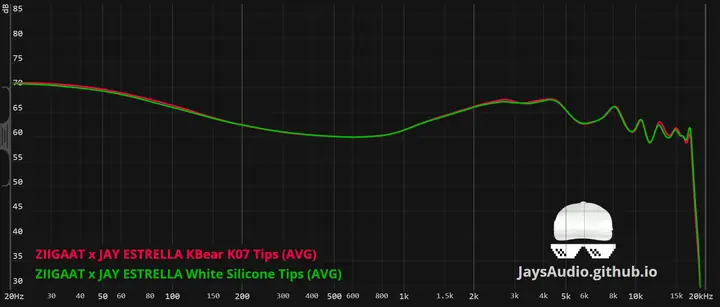 dB
85
80
75
70
65
60
55
50
45
40
35
30
ZIIGAAT x JAY ESTRELLA KBear K07 Tips (AVG)
ZIIGAAT x JAY ESTRELLA White Silicone Tips (AVG)
JaysAudio.github.io
20Hz 30 40 50 60 80 100 150 200 300 400 500 600 800 1k 1.5k 2k 3k 4k 5k 6k 8k 10k 15k 20kHz